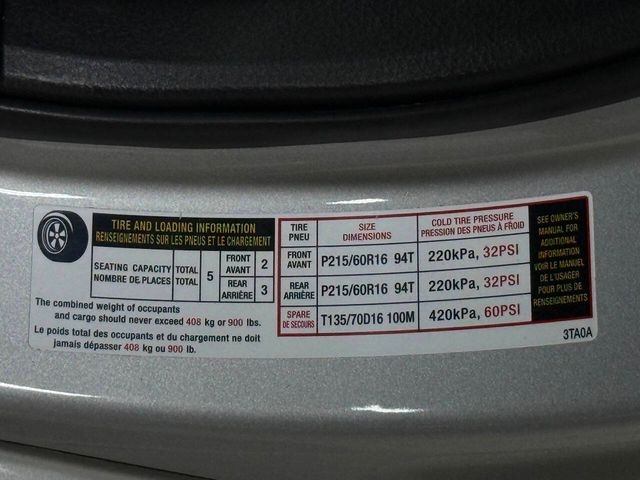 TIRE AND LOADING INFORMATION
RENSEIGNEMENTS SUR LES PNEUS ET LE CHARGEMENT
SEATING CAPACITY TOTAL 5 FRONT AVANT 2
NOMBRE DE PLACES TOTAL REAR ARRIÈRE 3
The combined weight of occupants
and cargo should never exceed 408 kg or 900 lbs.
Le poids total des occupants et du chargement ne doit
jamais dépasser 408 kg ou 900 lb.
TIRE SIZE COLD TIRE PRESSURE
PNEU DIMENSIONS PRESSION DES PNEUS À FROID
FRONT
AVANT P215/60R16 94T 220kPa, 32PSI
REAR
ARRIÈRE P215/60R16 94T 220kPa, 32PSI
SPARE
DE SECOURS T135/70D16 100M 420kPa, 60PSI
SEE OWNER'S
MANUAL FOR
ADDITIONAL
INFORMATION
VOIR LE MANUEL
DE L'USAGER
POUR PLUS DE
RENSEIGNEMENTS
3TA0A